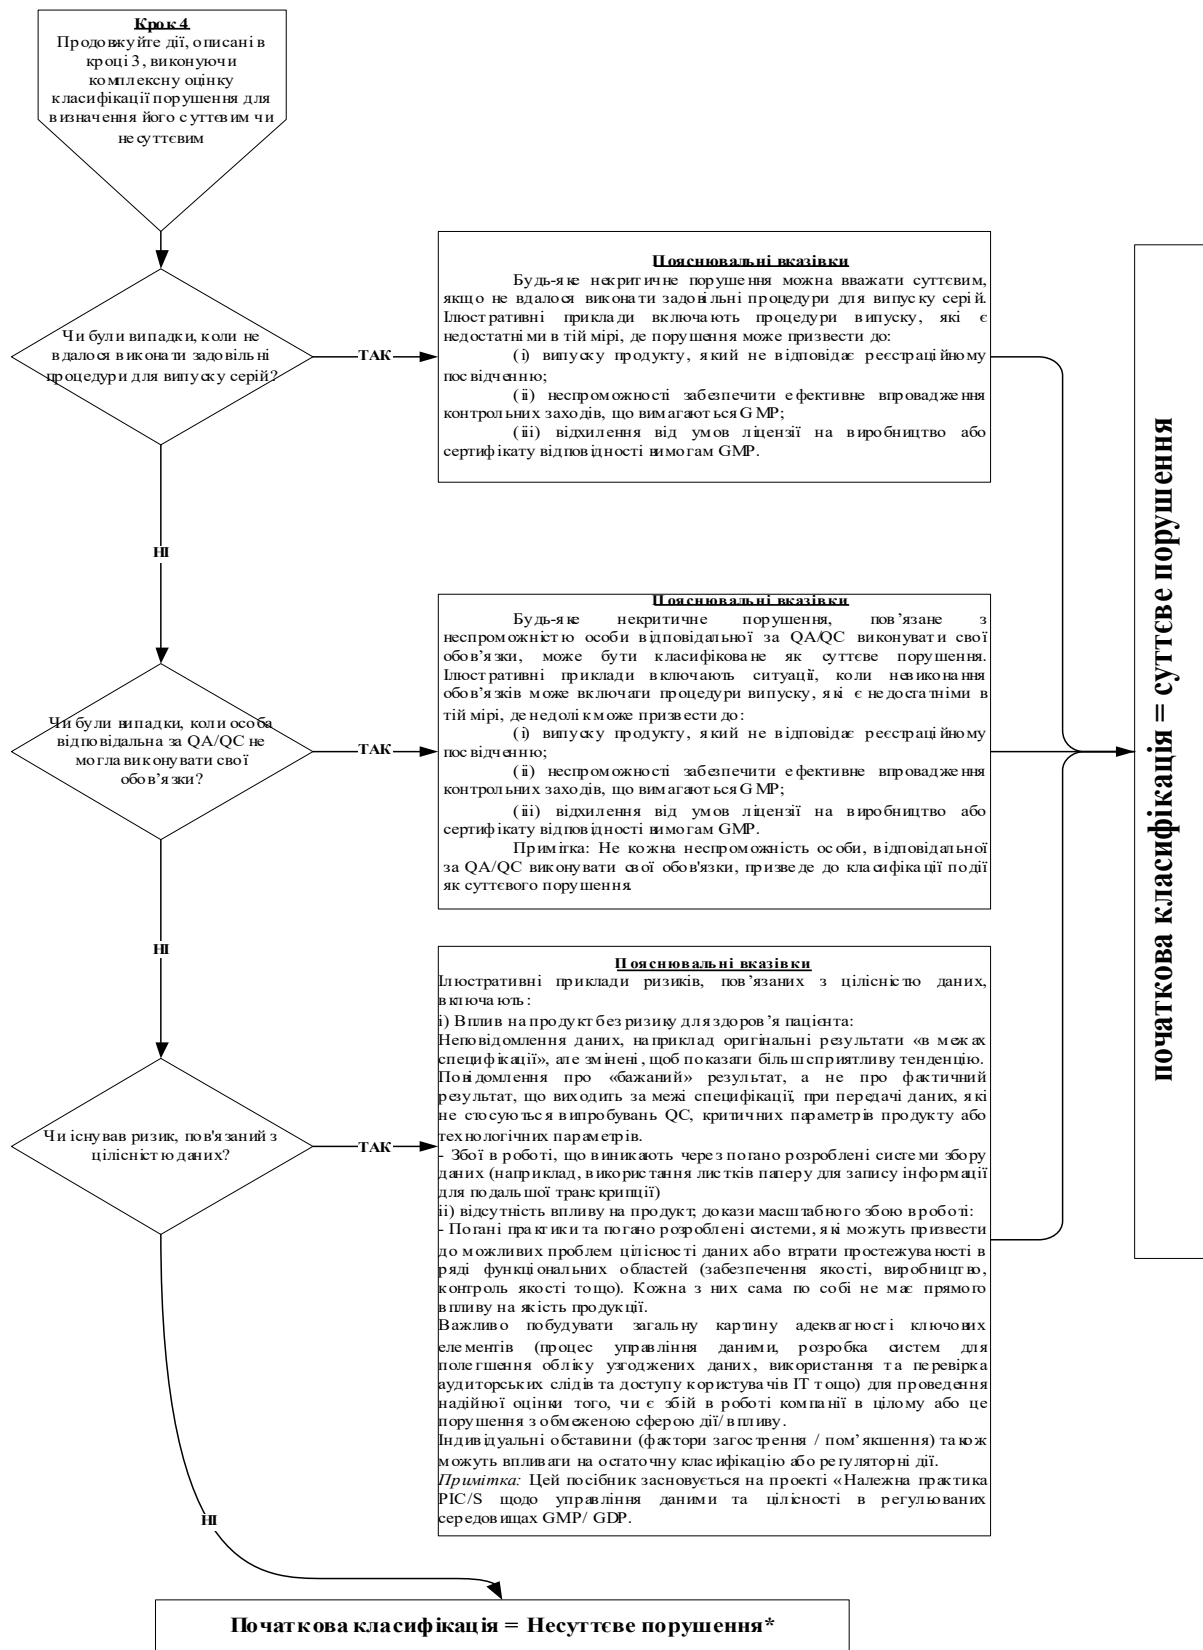 Крок 4
Продовжуйте дії, описані в
кроці 3, виконуючи
комплексну оцінку
класифікації порушення для
визначення його суттєвим чи
несуттєвим
Чи були випадки, коли не
вдалося виконати задовільні
процедури для випуску серій?
ТАК
Пояснювальні вказівки
Будь-яке некритичне порушення можна вважати суттєвим,
якщо не вдалося виконати задовільні процедури для випуску серій.
Ілюстративні приклади включають процедури випуску, які є
недостатніми в тій мірі, де порушення може призвести до:
(i) випуску продукту, який не відповідає реєстраційному
посвідченню;
(ii) неспроможності забезпечити ефективне впровадження
контрольних заходів, що вимагаються GMP;
(iii) відхилення від умов ліцензії на виробництво або
сертифікату відповідності вимогам GMP.
НІ
Чи були випадки, коли особа
відповідальна за QA/QC не
могла виконувати свої
обов’язки?
ТАК
Пояснювальні вказівки
Будь-яке некритичне порушення, пов’язане з
неспроможністю особи відповідальної за QA/QC виконувати свої
обов’язки, може бути класифіковане як суттєве порушення.
Ілюстративні приклади включають ситуації, коли невиконання
обов’язків може включати процедури випуску, які є недостатніми в
тій мірі, де недолік може призвести до:
(i) випуску продукту, який не відповідає реєстраційному
посвідченню;
(ii) неспроможності забезпечити ефективне впровадження
контрольних заходів, що вимагаються GMP;
(iii) відхилення від умов ліцензії на виробництво або
сертифікату відповідності вимогам GMP.
Примітка: Не кожна неспроможність особи, відповідальної
за QA/QC виконувати свої обов'язки, призведе до класифікації події
як суттєвого порушення.
НІ
Чи існував ризик, пов'язаний з
цілісністю даних?
ТАК
Пояснювальні вказівки
Ілюстративні приклади ризиків, пов’язаних з цілісністю даних,
включають:
i) Вплив на продукт без ризику для здоров’я пацієнта:
Неповідомлення даних, наприклад оригінальні результати «в межах
специфікації», але змінені, щоб показати більш сприятливу тенденцію.
Повідомлення про «бажаний» результат, а не про фактичний
результат, що виходить за межі специфікації, при передачі даних, які
не стосуються випробувань QC, критичних параметрів продукту або
технологічних параметрів.
- Збої в роботі, що виникають через погано розроблені системи збору
даних (наприклад, використання листків паперу для запису інформації
для подальшої транскрипції)
ii) відсутність впливу на продукт; докази масштабного збою в роботі:
- Погані практики та погано розроблені системи, які можуть призвести
до можливих проблем цілісності даних або втрати простежуваності в
ряді функціональних областей (забезпечення якості, виробництво,
контроль якості тощо). Кожна з них сама по собі не має прямого
впливу на якість продукції.
Важливо побудувати загальну картину адекватності ключових
елементів (процес управління даними, розробка систем для
полегшення обліку узгоджених даних, використання та перевірка
аудиторських слідів та доступу користувачів ІТ тощо) для проведення
надійної оцінки того, чи є збій в роботі компанії в цілому або це
порушення з обмеженою сферою дії/ впливу.
Індивідуальні обставини (фактори загострення / пом’якшення) також
можуть впливати на остаточну класифікацію або регуляторні дії.
Примітка: Цей посібник засновується на проекті «Належна практика
PIC/S щодо управління даними та цілісності в регульованих
середовищах GMP/ GDP.
НІ
Початкова класифікація = Несуттєве порушення*
початкова класифікація = суттєве порушення